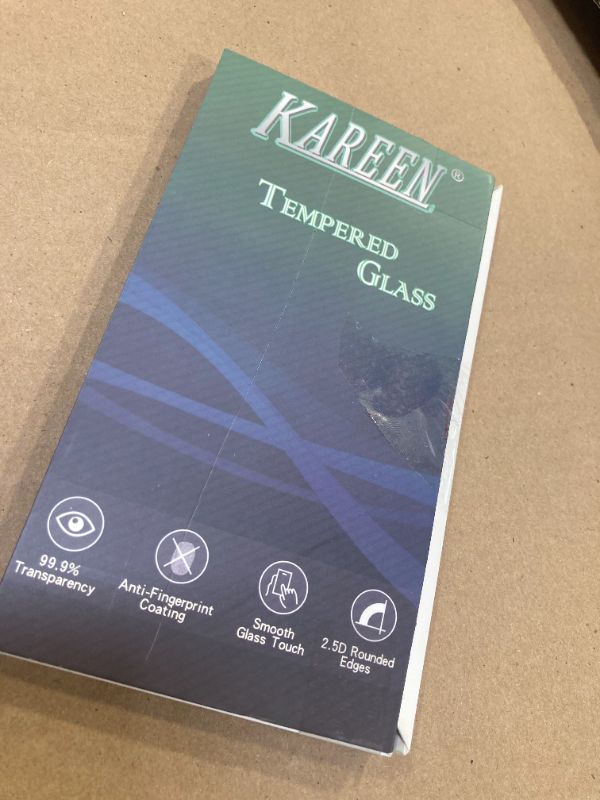 KAREEN®
TEMPERED
GLASS
99.9%
Transparency
Anti-Fingerprint
Coating
Smooth
Glass Touch
2.5D Rounded
Edges